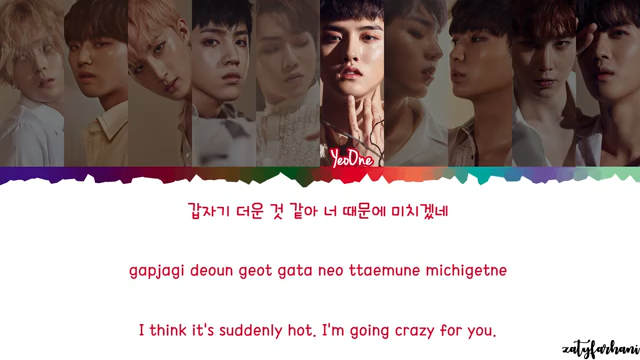 YeoOne
갑자기 더운 것 같아 너 때문에 미치겠네
gapjagi deoun geot gata neo ttaemune michigetne
I think it's suddenly hot. I'm going crazy for you.
zatyfarhani